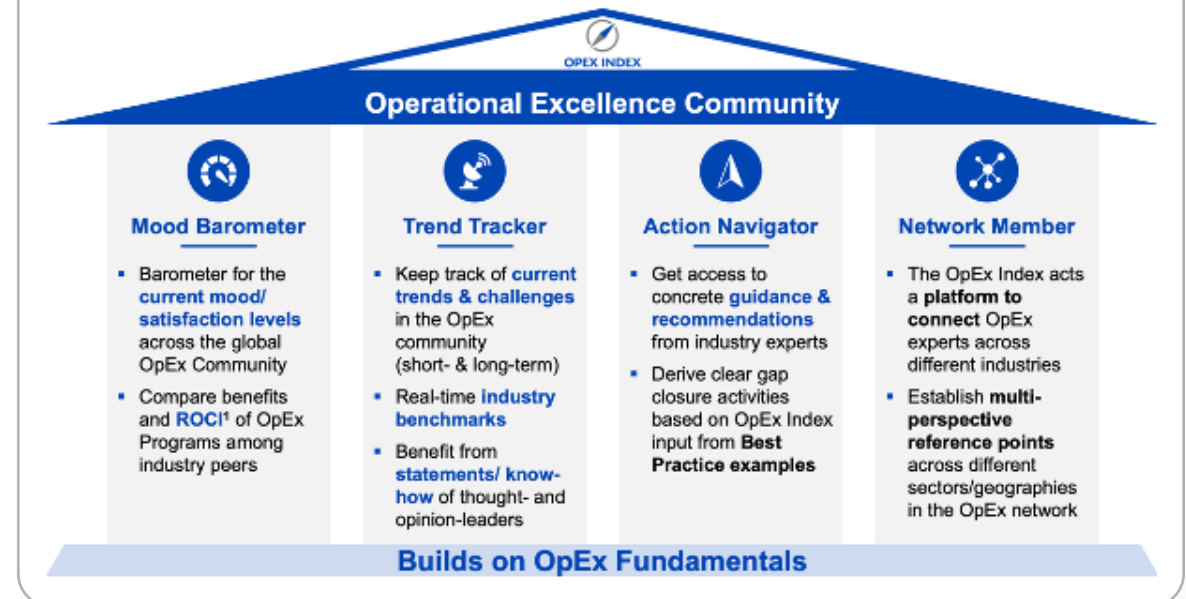 OPEX INDEX
Operational Excellence Community
Mood Barometer
▪ Barometer for the
current mood/
satisfaction levels
across the global
OpEx Community
▪ Compare benefits
and ROCI¹ of OpEx
Programs among
industry peers
Trend Tracker
▪ Keep track of current
trends & challenges
in the OpEx
community
(short- & long-term)
▪ Real-time industry
benchmarks
▪ Benefit from
statements/ know-
how of thought- and
opinion-leaders
Action Navigator
▪ Get access to
concrete guidance &
recommendations
from industry experts
▪ Derive clear gap
closure activities
based on OpEx Index
input from Best
Practice examples
Network Member
▪ The OpEx Index acts
a platform to
connect OpEx
experts across
different industries
▪ Establish multi-
perspective
reference points
across different
sectors/geographies
in the OpEx network
Builds on OpEx Fundamentals